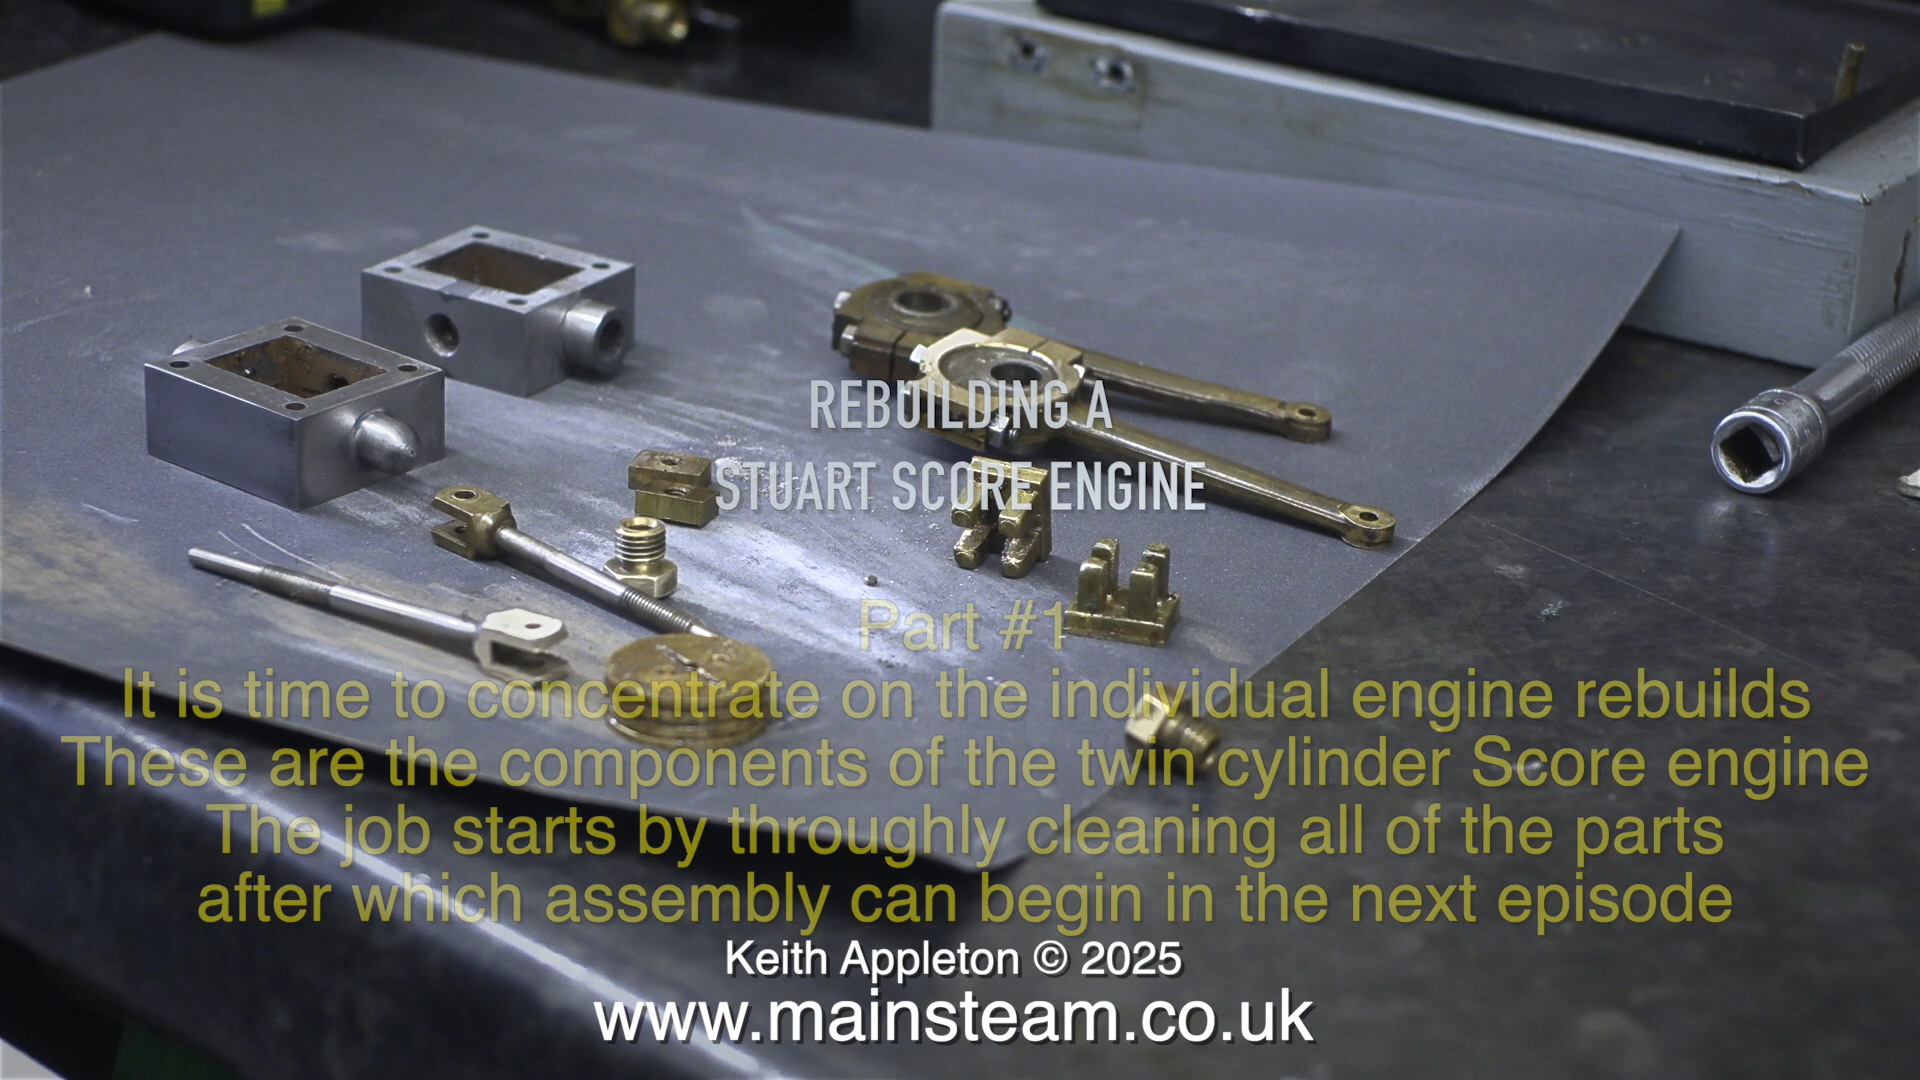 REBUILDING A
STUART SCORE ENGINE
Part #1
It is time to concentrate on the individual engine rebuilds
These are the components of the twin cylinder Score engine
The job starts by throughly cleaning all of the parts
after which assembly can begin in the next episode
Keith Appleton © 2025
www.mainsteam.co.uk